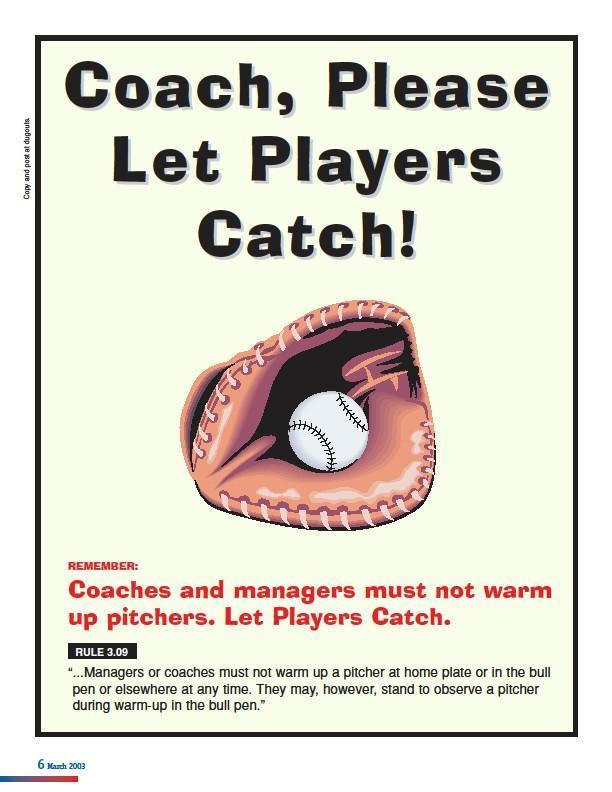 Copy and post at dugouts.
Coach, Please
Let Players
Catch!
REMEMBER:
Coaches and managers must not warm
up pitchers. Let Players Catch.
RULE 3.09
“...Managers or coaches must not warm up a pitcher at home plate or in the bull
pen or elsewhere at any time. They may, however, stand to observe a pitcher
during warm-up in the bull pen.”
6 March 2003